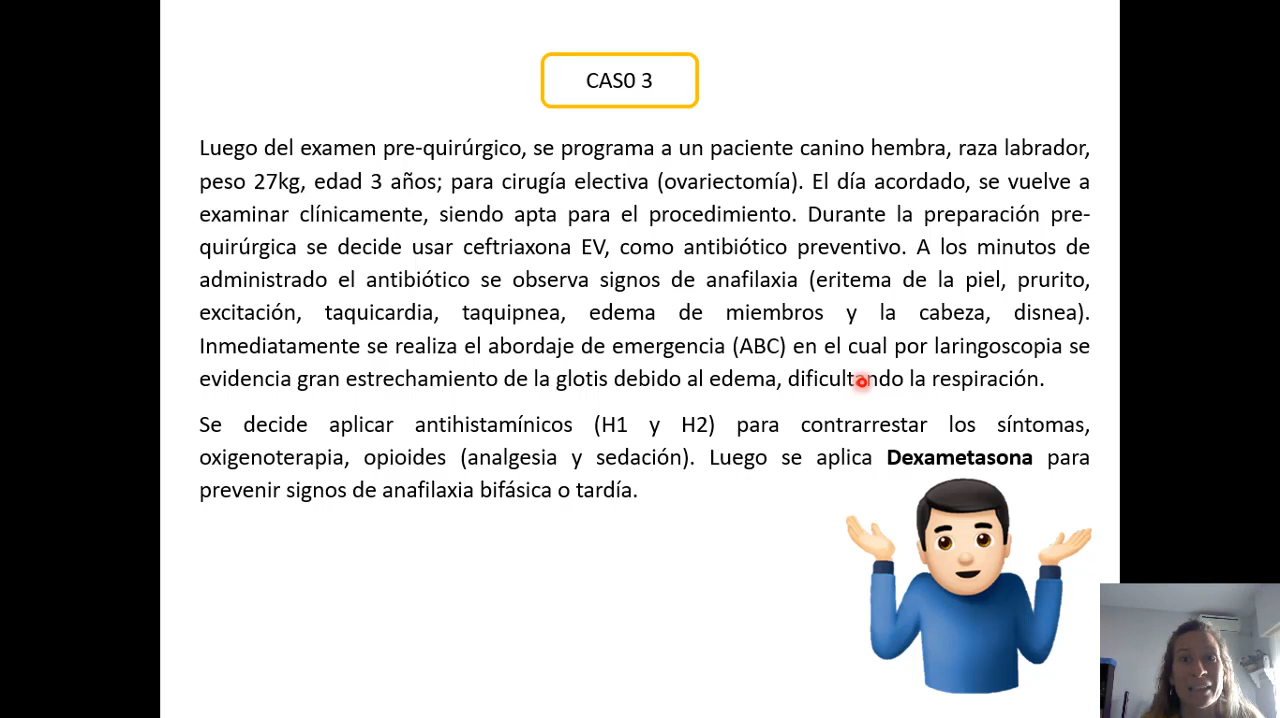 CASO 3
Luego del examen pre-quirúrgico, se programa a un paciente canino hembra, raza labrador,
peso 27kg, edad 3 años; para cirugía electiva (ovariectomía). El día acordado, se vuelve a
examinar clínicamente, siendo apta para el procedimiento. Durante la preparación pre-
quirúrgica se decide usar ceftriaxona EV, como antibiótico preventivo. A los minutos de
administrado el antibiótico se observa signos de anafilaxia (eritema de la piel, prurito,
excitación, taquicardia, taquipnea, edema de miembros y la cabeza, disnea).
Inmediatamente se realiza el abordaje de emergencia (ABC) en el cual por laringoscopia se
evidencia gran estrechamiento de la glotis debido al edema, dificultando la respiración.
Se decide aplicar antihistamínicos (H1 y H2) para contrarrestar los síntomas,
oxigenoterapia, opioides (analgesia y sedación). Luego se aplica Dexametasona para
prevenir signos de anafilaxia bifásica o tardía.